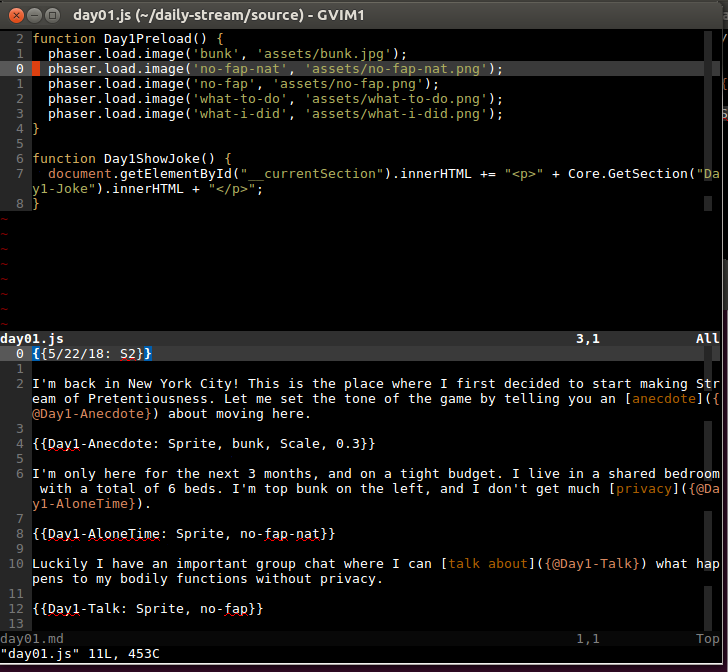 day01.js (~/daily-stream/source) - GVIM1
2 function Day1Preload() {
1   phaser.load.image('bunk', 'assets/bunk.jpg');
0   phaser.load.image('no-fap-nat', 'assets/no-fap-nat.png');
1   phaser.load.image('no-fap', 'assets/no-fap.png');
2   phaser.load.image('what-to-do', 'assets/what-to-do.png');
3   phaser.load.image('what-i-did', 'assets/what-i-did.png');
4 }
5
6 function Day1ShowJoke() {
7   document.getElementById("__currentSection").innerHTML += "<p>" + Core.GetSection("Da
y1-Joke").innerHTML + "</p>";
8 }
~
~
~
~
~
~
~
~
day01.js 3,1 All
0 {{5/22/18: S2}}
1
2 I'm back in New York City! This is the place where I first decided to start making Str
eam of Pretentiousness. Let me set the tone of the game by telling you an [anecdote]({
@Day1-Anecdote}) about moving here.
3
4 {{Day1-Anecdote: Sprite, bunk, Scale, 0.3}}
5
6 I'm only here for the next 3 months, and on a tight budget. I live in a shared bedroom
 with a total of 6 beds. I'm top bunk on the left, and I don't get much [privacy]({@Da
y1-AloneTime}).
7
8 {{Day1-AloneTime: Sprite, no-fap-nat}}
9
10 Luckily I have an important group chat where I can [talk about]({@Day1-Talk}) what hap
pens to my bodily functions without privacy.
11
12 {{Day1-Talk: Sprite, no-fap}}
13
day01.md 1,1 Top
"day01.js" 11L, 453C